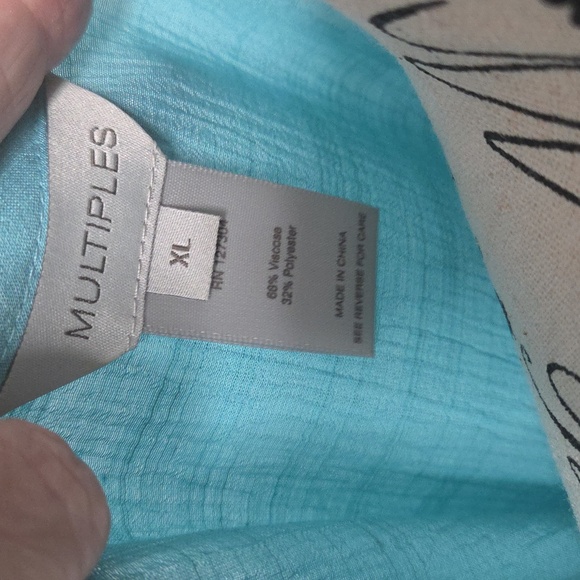 MULTIPLES
XL
RN 127304
68% Viscose
32% Polyester
MADE IN CHINA
SEE REVERSE FOR CARE